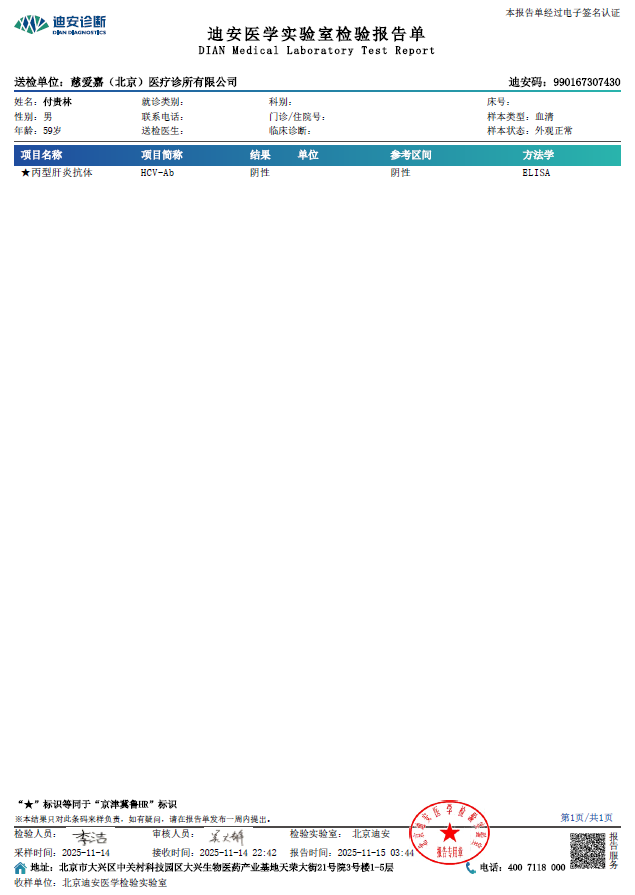 本报告单经过电子签名认证
迪安诊断
DIAN DIAGNOSTICS
迪安医学实验室检验报告单
DIAN Medical Laboratory Test Report
送检单位：慈爱嘉（北京）医疗诊所有限公司 迪安码：990167307430
姓名：付贵林 就诊类别： 科别： 床号：
性别：男 联系电话： 门诊/住院号： 样本类型：血清
年龄：59岁 送检医生： 临床诊断： 样本状态：外观正常
项目名称 项目简称 结果 单位 参考区间 方法学
★丙型肝炎抗体 HCV-Ab 阴性 阴性 ELISA
“★”标识等同于“京津冀鲁HR”标识
※本结果只对此条码来样负责，如有疑问，请在报告单发布一周内提出。 第1页/共1页
检验人员：李洁 审核人员： 检验实验室： 北京迪安
采样时间：2025-11-14 接收时间：2025-11-14 22:42 报告时间：2025-11-15 03:44
报告专用章
报告服务
地址：北京市大兴区中关村科技园区大兴生物医药产业基地天荣大街21号院3号楼1-5层 电话：400 7118 000
收样单位：北京迪安医学检验实验室